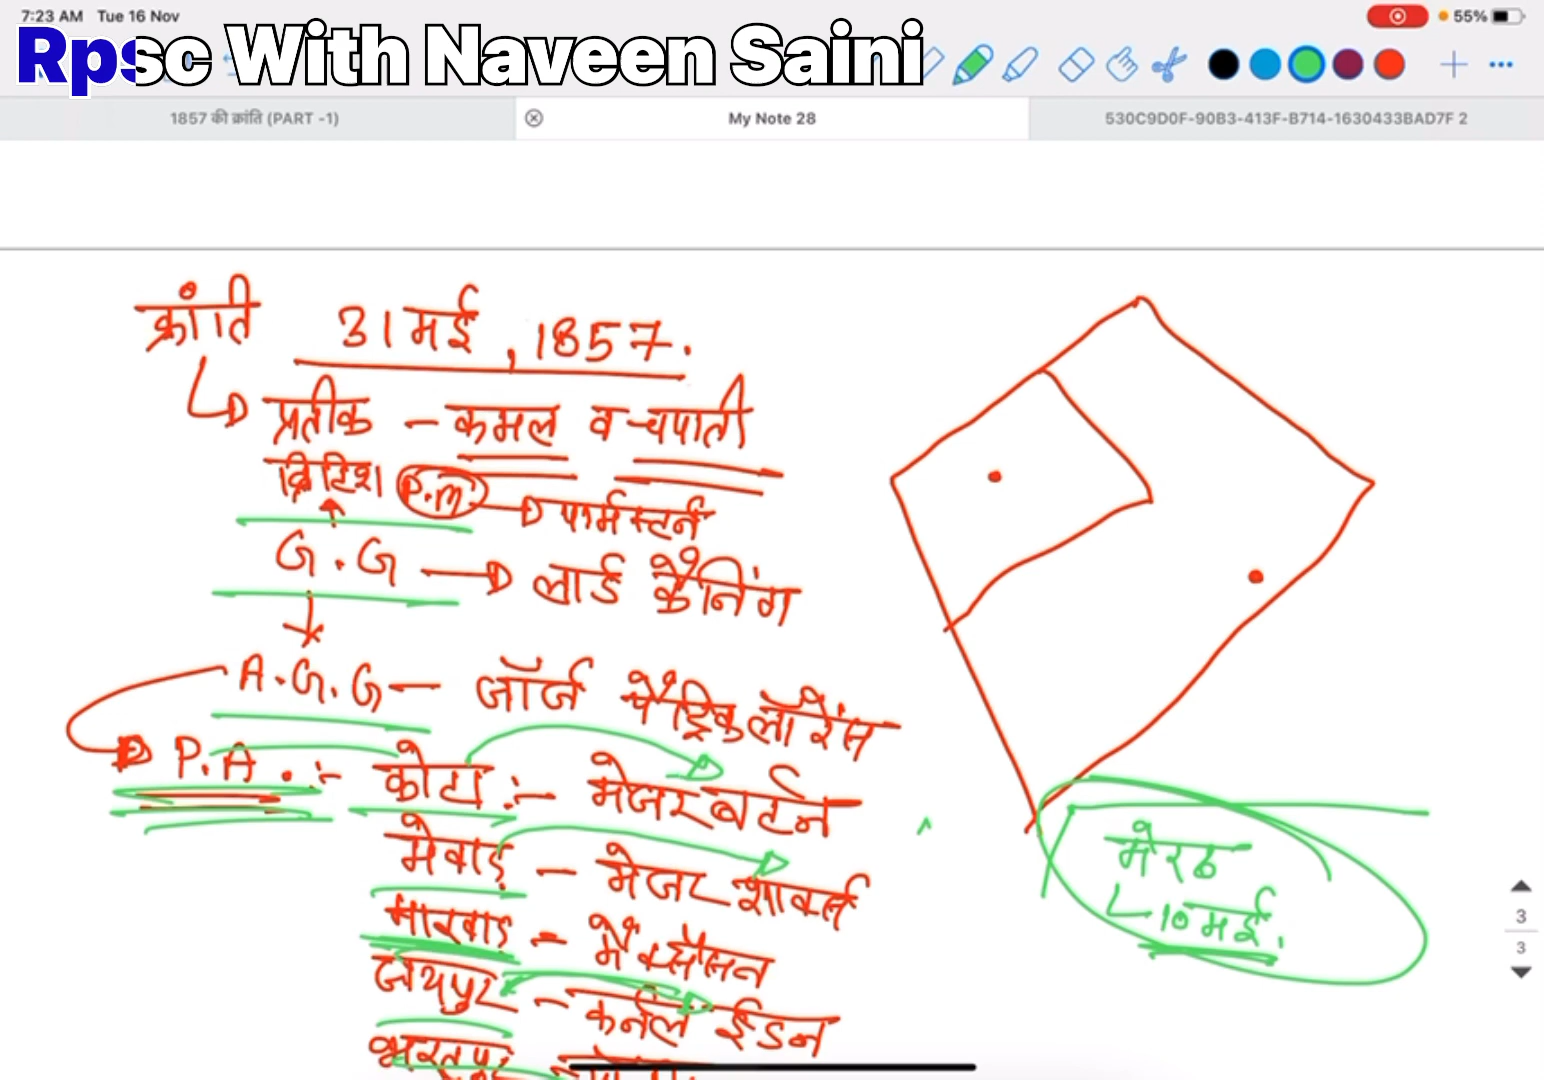 7:23 AM Tue 16 Nov
55%
Rpsc With Naveen Saini
1857 की क्रांति (PART -1)
My Note 28
530C9D0F-90B3-413F-B714-1630433BAD7F 2
क्रांति 31 मई, 1857.
प्रतीक - कमल व चपाती
ब्रिटिश P.M पार्मस्टर्न
G.G लार्ड कैनिंग
A.G.G - जॉर्ज पैट्रिक लॉरेंस
P.A. :- कोटा :- मेजर बर्टन
मेवाड़ - मेजर शावर्स
मारवाड़ - मैक्मैसन
जयपुर - कर्नल ईडन
भरतपुर -
मेरठ
10 मई.
3
3